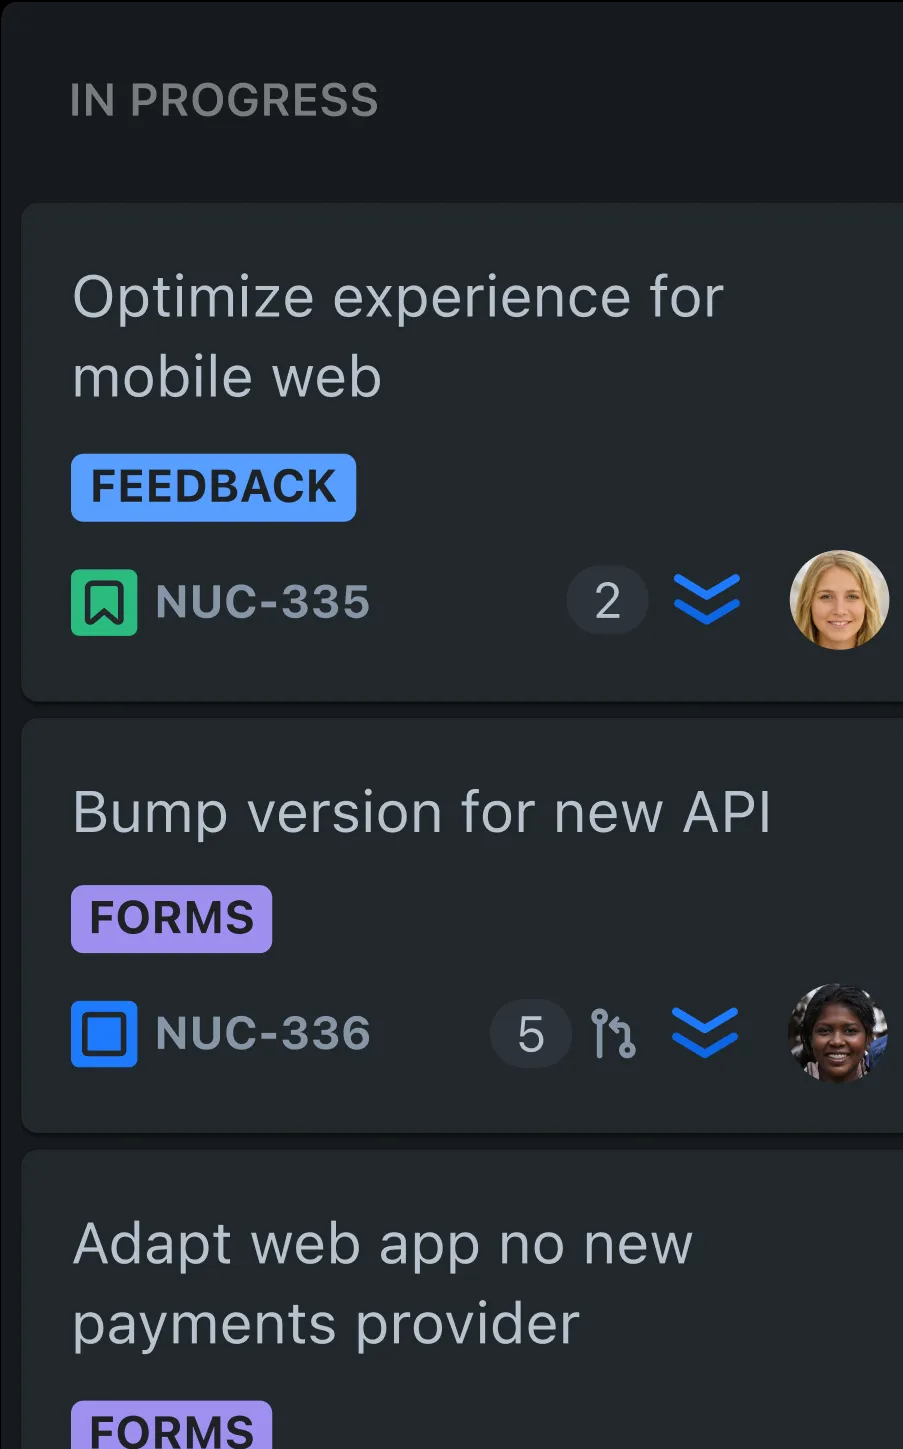 IN PROGRESS
Optimize experience for
mobile web
FEEDBACK
NUC-335 2
Bump version for new API
FORMS
NUC-336 5
Adapt web app no new
payments provider
FORMS